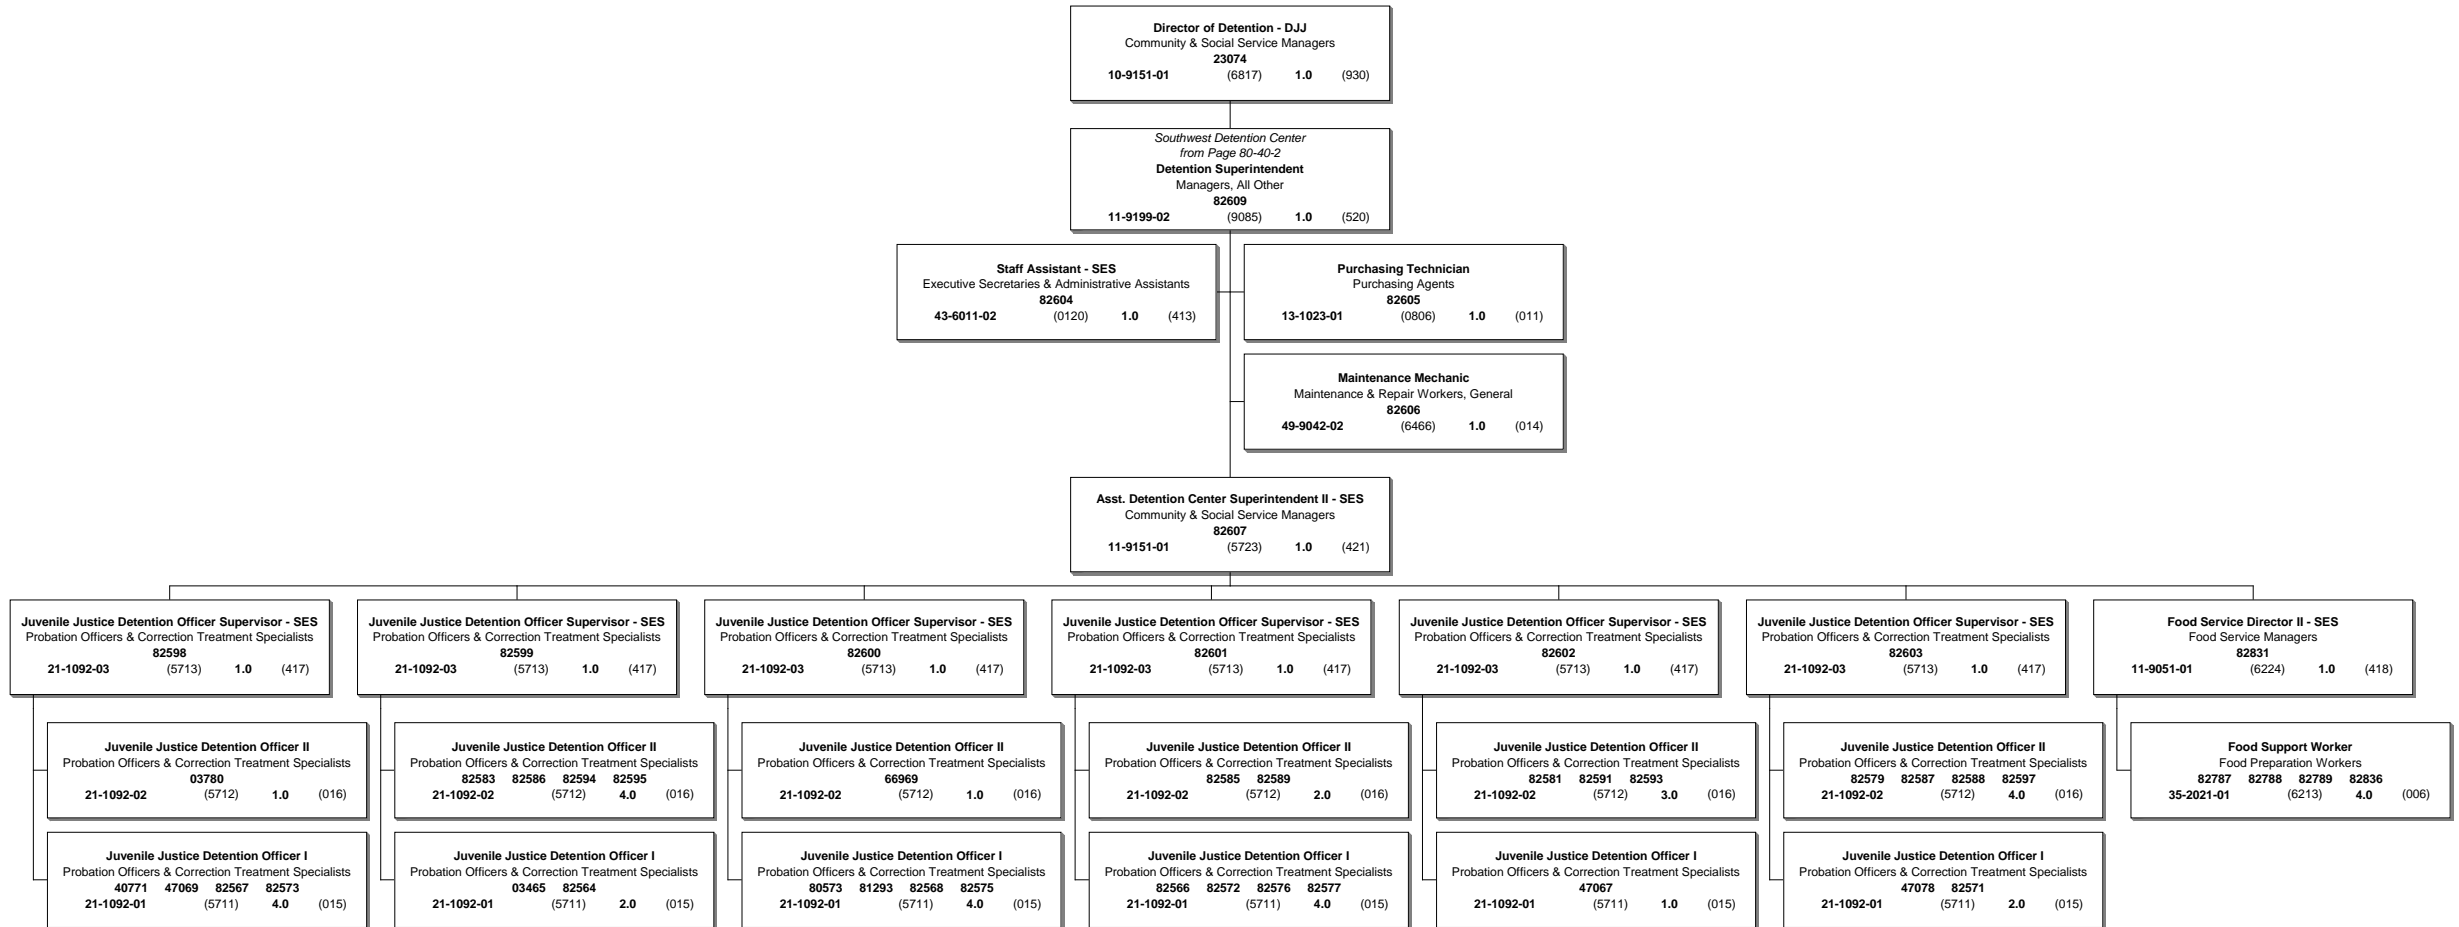 Director of Detention - DJJ
Community & Social Service Managers
23074
10-9151-01 (6817) 1.0 (930)
Southwest Detention Center
from Page 80-40-2
Detention Superintendent
Managers, All Other
82609
11-9199-02 (9085) 1.0 (520)
Staff Assistant - SES
Executive Secretaries & Administrative Assistants
82604
43-6011-02 (0120) 1.0 (413)
Purchasing Technician
Purchasing Agents
82605
13-1023-01 (0806) 1.0 (011)
Maintenance Mechanic
Maintenance & Repair Workers, General
82606
49-9042-02 (6466) 1.0 (014)
Asst. Detention Center Superintendent II - SES
Community & Social Service Managers
82607
11-9151-01 (5723) 1.0 (421)
Juvenile Justice Detention Officer Supervisor - SES
Probation Officers & Correction Treatment Specialists
82598
21-1092-03 (5713) 1.0 (417)
Juvenile Justice Detention Officer Supervisor - SES
Probation Officers & Correction Treatment Specialists
82599
21-1092-03 (5713) 1.0 (417)
Juvenile Justice Detention Officer Supervisor - SES
Probation Officers & Correction Treatment Specialists
82600
21-1092-03 (5713) 1.0 (417)
Juvenile Justice Detention Officer Supervisor - SES
Probation Officers & Correction Treatment Specialists
82601
21-1092-03 (5713) 1.0 (417)
Juvenile Justice Detention Officer Supervisor - SES
Probation Officers & Correction Treatment Specialists
82602
21-1092-03 (5713) 1.0 (417)
Juvenile Justice Detention Officer Supervisor - SES
Probation Officers & Correction Treatment Specialists
82603
21-1092-03 (5713) 1.0 (417)
Food Service Director II - SES
Food Service Managers
82831
11-9051-01 (6224) 1.0 (418)
Juvenile Justice Detention Officer II
Probation Officers & Correction Treatment Specialists
03780
21-1092-02 (5712) 1.0 (016)
Juvenile Justice Detention Officer II
Probation Officers & Correction Treatment Specialists
82583 82586 82594 82595
21-1092-02 (5712) 4.0 (016)
Juvenile Justice Detention Officer II
Probation Officers & Correction Treatment Specialists
66969
21-1092-02 (5712) 1.0 (016)
Juvenile Justice Detention Officer II
Probation Officers & Correction Treatment Specialists
82585 82589
21-1092-02 (5712) 2.0 (016)
Juvenile Justice Detention Officer II
Probation Officers & Correction Treatment Specialists
82581 82591 82593
21-1092-02 (5712) 3.0 (016)
Juvenile Justice Detention Officer II
Probation Officers & Correction Treatment Specialists
82579 82587 82588 82597
21-1092-02 (5712) 4.0 (016)
Food Support Worker
Food Preparation Workers
82787 82788 82789 82836
35-2021-01 (6213) 4.0 (006)
Juvenile Justice Detention Officer I
Probation Officers & Correction Treatment Specialists
40771 47069 82567 82573
21-1092-01 (5711) 4.0 (015)
Juvenile Justice Detention Officer I
Probation Officers & Correction Treatment Specialists
03465 82564
21-1092-01 (5711) 2.0 (015)
Juvenile Justice Detention Officer I
Probation Officers & Correction Treatment Specialists
80573 81293 82568 82575
21-1092-01 (5711) 4.0 (015)
Juvenile Justice Detention Officer I
Probation Officers & Correction Treatment Specialists
82566 82572 82576 82577
21-1092-01 (5711) 4.0 (015)
Juvenile Justice Detention Officer I
Probation Officers & Correction Treatment Specialists
47067
21-1092-01 (5711) 1.0 (015)
Juvenile Justice Detention Officer I
Probation Officers & Correction Treatment Specialists
47078 82571
21-1092-01 (5711) 2.0 (015)